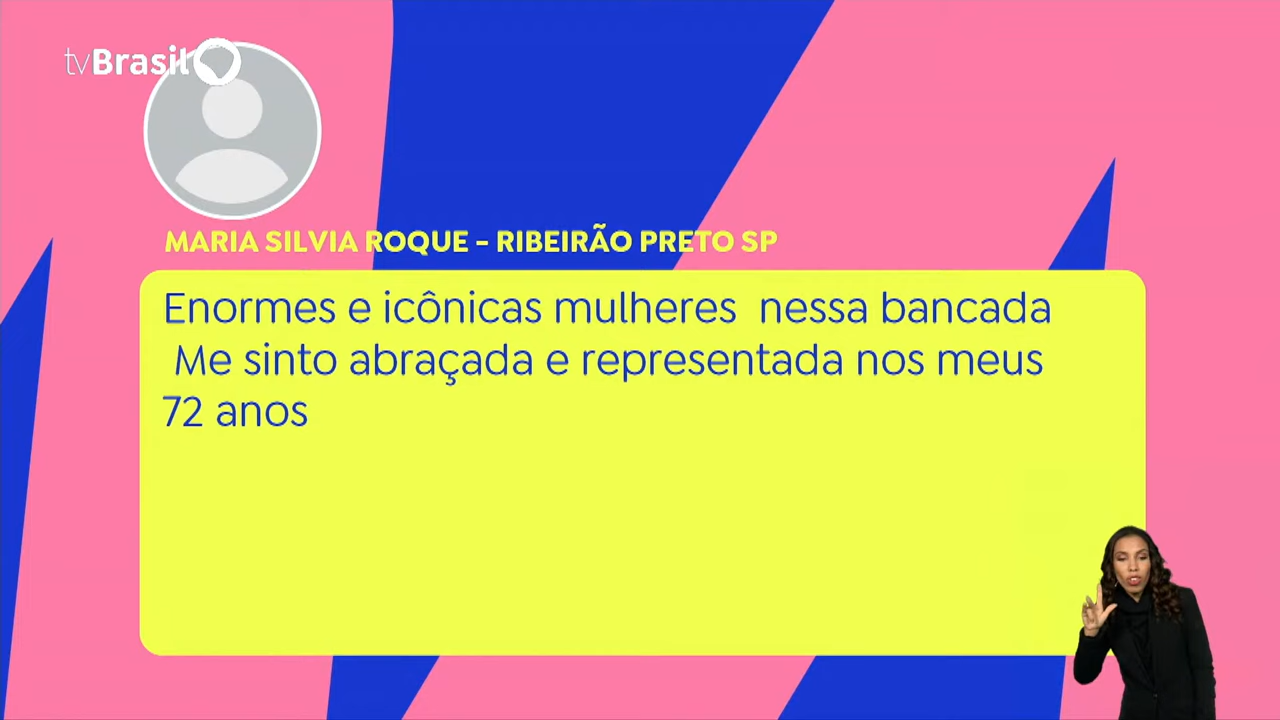 tvBrasil
MARIA SILVIA ROQUE - RIBEIRÃO PRETO SP
Enormes e icônicas mulheres nessa bancada
Me sinto abraçada e representada nos meus
72 anos